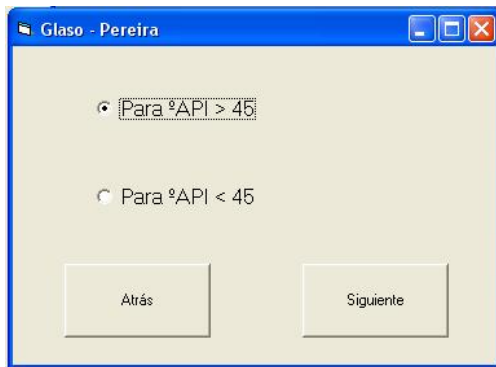 Glaso - Pereira
Para ºAPI > 45
Para ºAPI < 45
Atrás
Siguiente